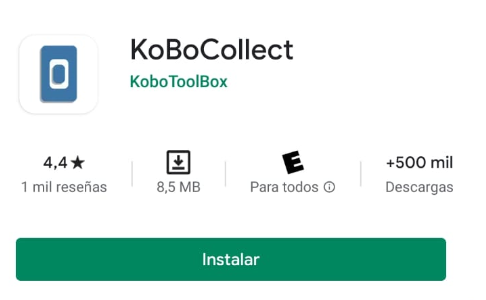 KoBoCollect
KoboToolBox
4,4★ E +500 mil
1 mil reseñas 8,5 MB Para todos Descargas
Instalar